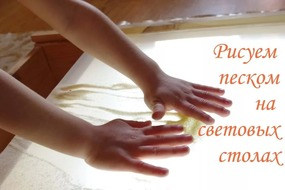 Рисуем
песком
на
световых
столах